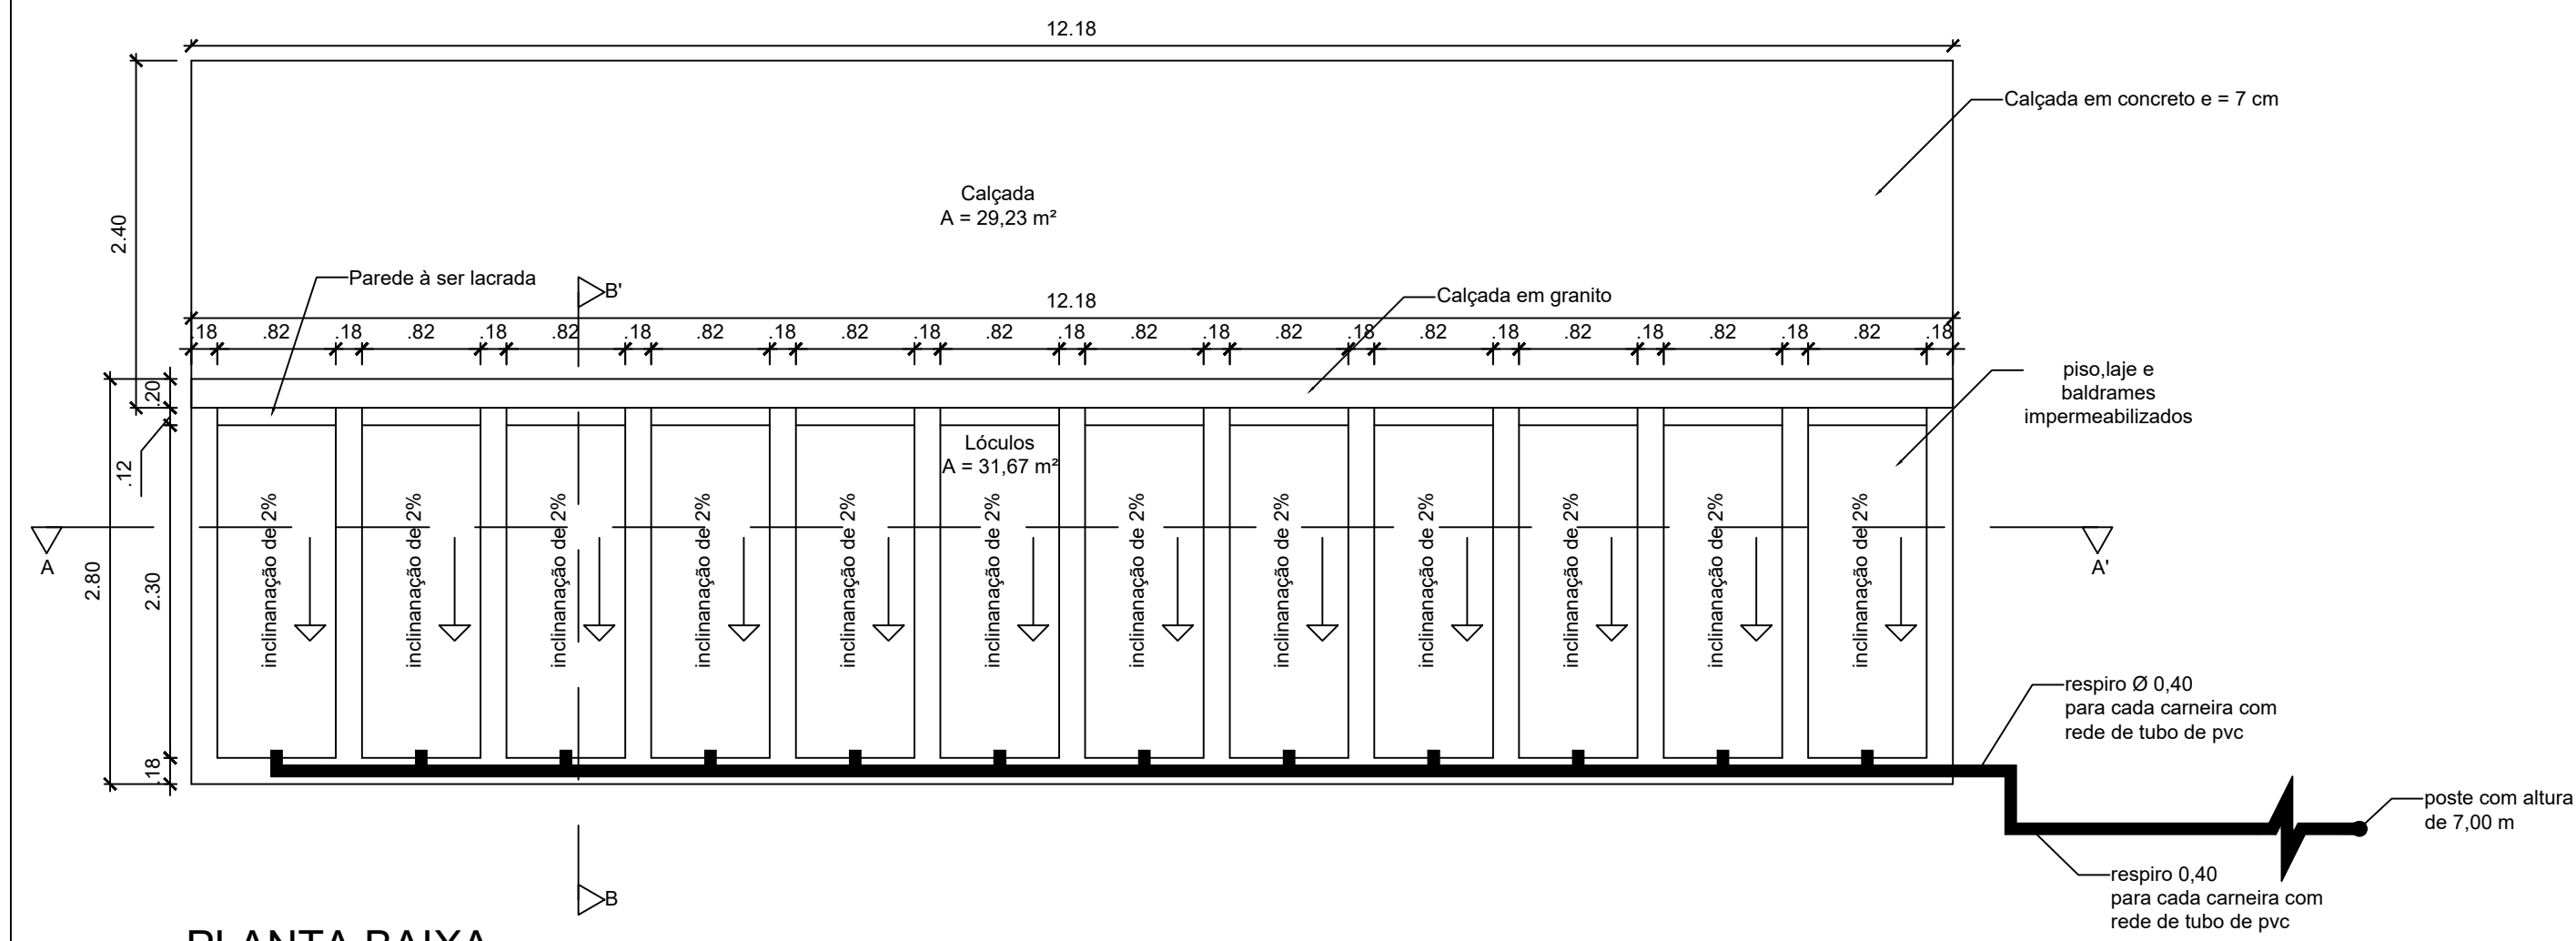 12.18
Calçada em concreto e = 7 cm
Calçada
A = 29,23 m²
2.40
Parede à ser lacrada
B'
12.18
Calçada em granito
.18 .82 .18 .82 .18 .82 .18 .82 .18 .82 .18 .82 .18 .82 .18 .82 .18 .82 .18 .82 .18 .82 .18 .82 .18
piso,laje e
baldrames
impermeabilizados
.20
Lóculos
A = 31,67 m²
.12
A
A'
2.80
2.30
inclinanação de 2%
inclinanação de 2%
inclinanação de 2%
inclinanação de 2%
inclinanação de 2%
inclinanação de 2%
inclinanação de 2%
inclinanação de 2%
inclinanação de 2%
inclinanação de 2%
inclinanação de 2%
inclinanação de 2%
respiro Ø 0,40
para cada carneira com
rede de tubo de pvc
.18
poste com altura
de 7,00 m
respiro 0,40
para cada carneira com
rede de tubo de pvc
B
PLANTA BAIXA